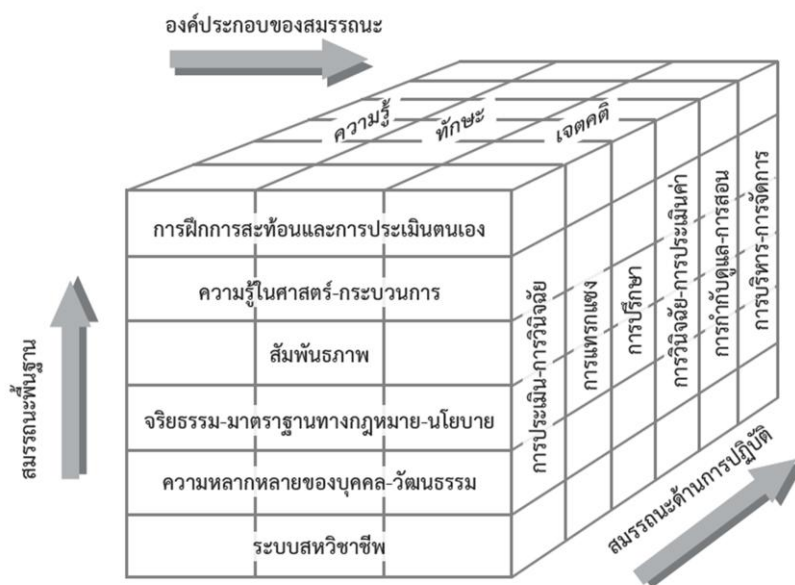 องค์ประกอบของสมรรถนะ
ความรู้
ทักษะ
เจตคติ
การฝึกการสะท้อนและการประเมินตนเอง
ความรู้ในศาสตร์-กระบวนการ
สัมพันธภาพ
จริยธรรม-มาตราฐานทางกฎหมาย-นโยบาย
ความหลากหลายของบุคคล-วัฒนธรรม
ระบบสหวิชาชีพ
สมรรถนะพื้นฐาน
การประเมิน-การวินิจฉัย
การแทรกแซง
การปรึกษา
การวินิจฉัย-การประเมินค่า
การกำกับดูแล-การสอน
การบริหาร-การจัดการ
สมรรถนะด้านการปฏิบัติ